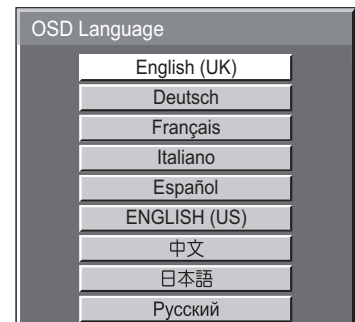 OSD Language
English (UK)
Deutsch
Français
Italiano
Español
ENGLISH (US)
中文
日本語
Русский